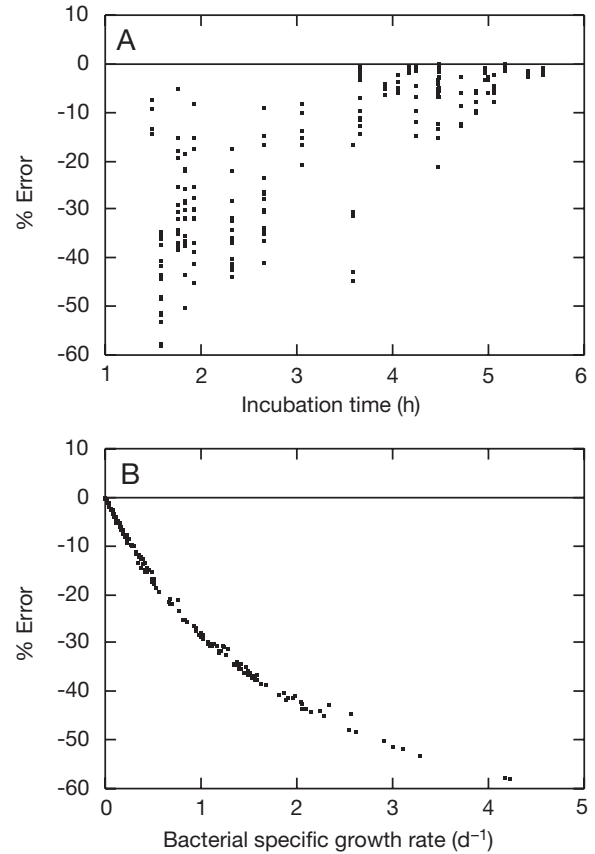 A
10
0
-10
-20
-30
-40
-50
-60
% Error
1 2 3 4 5 6
Incubation time (h)
B
10
0
-10
-20
-30
-40
-50
-60
% Error
0 1 2 3 4 5
Bacterial specific growth rate (d⁻¹)